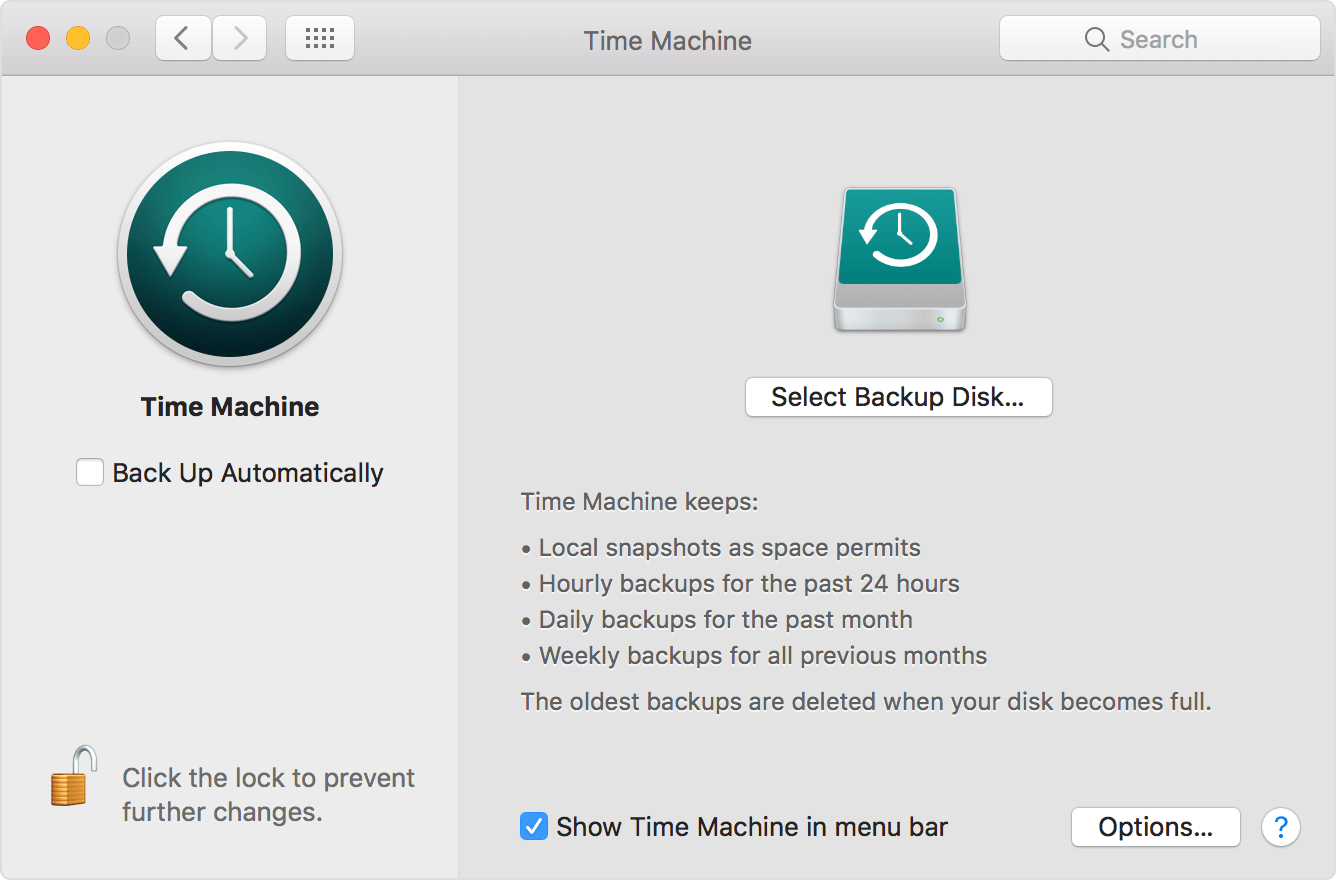 Time Machine
Search
Time Machine
Back Up Automatically
Click the lock to prevent
further changes.
Select Backup Disk...
Time Machine keeps:
• Local snapshots as space permits
• Hourly backups for the past 24 hours
• Daily backups for the past month
• Weekly backups for all previous months
The oldest backups are deleted when your disk becomes full.
Show Time Machine in menu bar
Options...
?